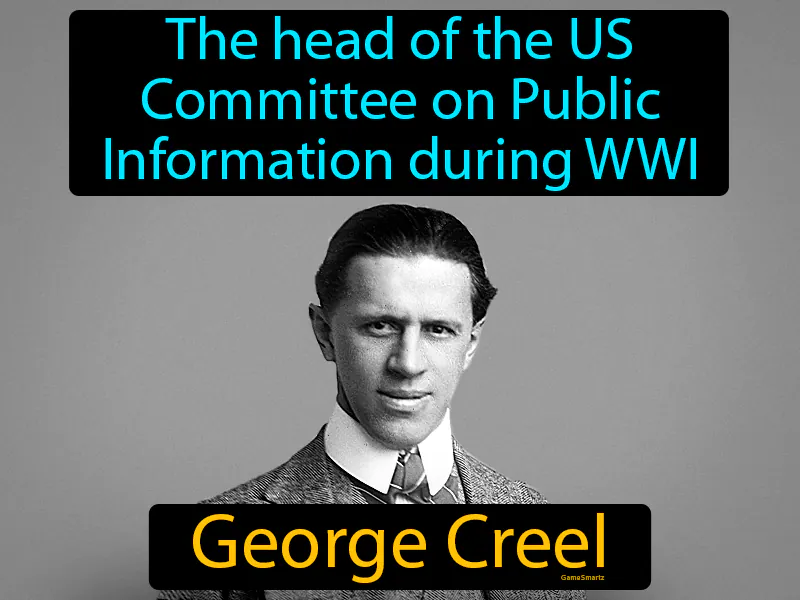 The head of the US
Committee on Public
Information during WWI
George Creel
GameSmartz